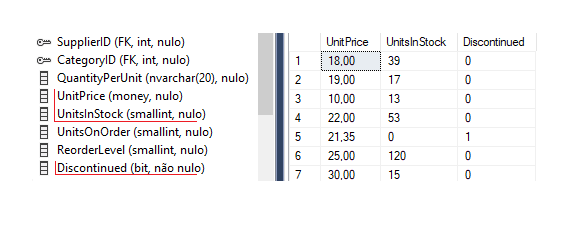 SupplierID (FK, int, nulo)
CategoryID (FK, int, nulo)
QuantityPerUnit (nvarchar(20), nulo)
UnitPrice (money, nulo)
UnitsInStock (smallint, nulo)
UnitsOnOrder (smallint, nulo)
ReorderLevel (smallint, nulo)
Discontinued (bit, não nulo)
UnitPrice UnitsInStock Discontinued
1 18,00 39 0
2 19,00 17 0
3 10,00 13 0
4 22,00 53 0
5 21,35 0 1
6 25,00 120 0
7 30,00 15 0